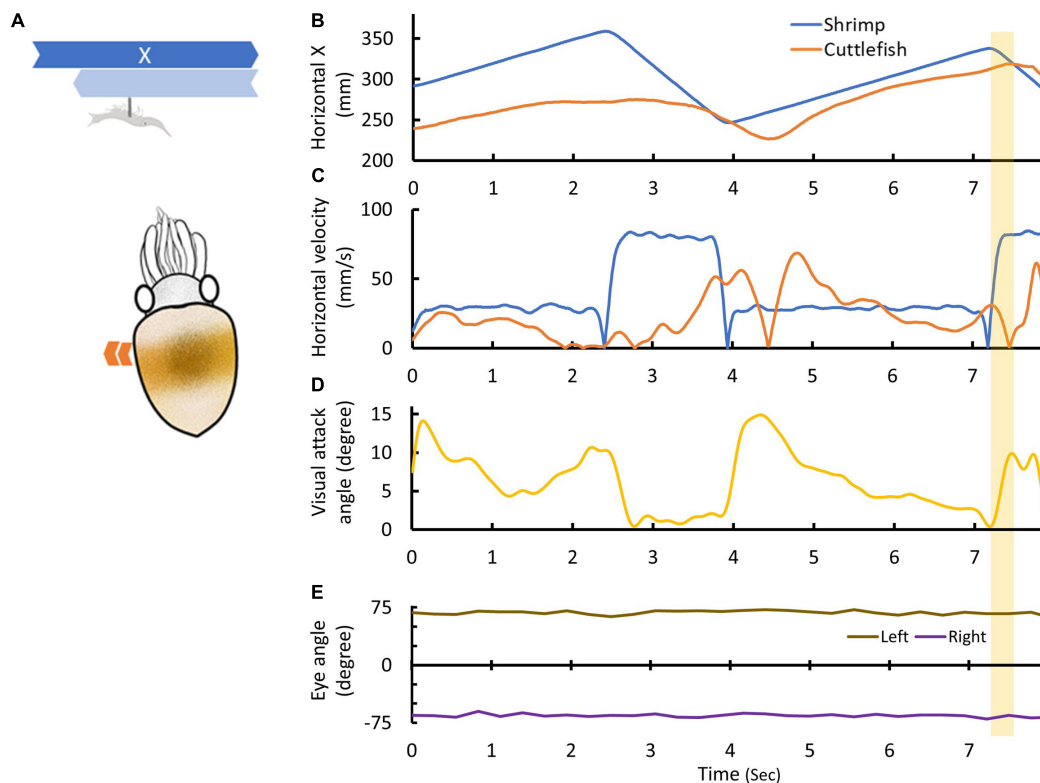 A
X
B
Horizontal X
(mm)
350
300
250
200
Shrimp
Cuttlefish
0 1 2 3 4 5 6 7
C
Horizontal velocity
(mm/s)
100
50
0
0 1 2 3 4 5 6 7
D
Visual attack
angle (degree)
15
10
5
0
0 1 2 3 4 5 6 7
E
Eye angle
(degree)
75
0
-75
Left
Right
0 1 2 3 4 5 6 7
Time (Sec)